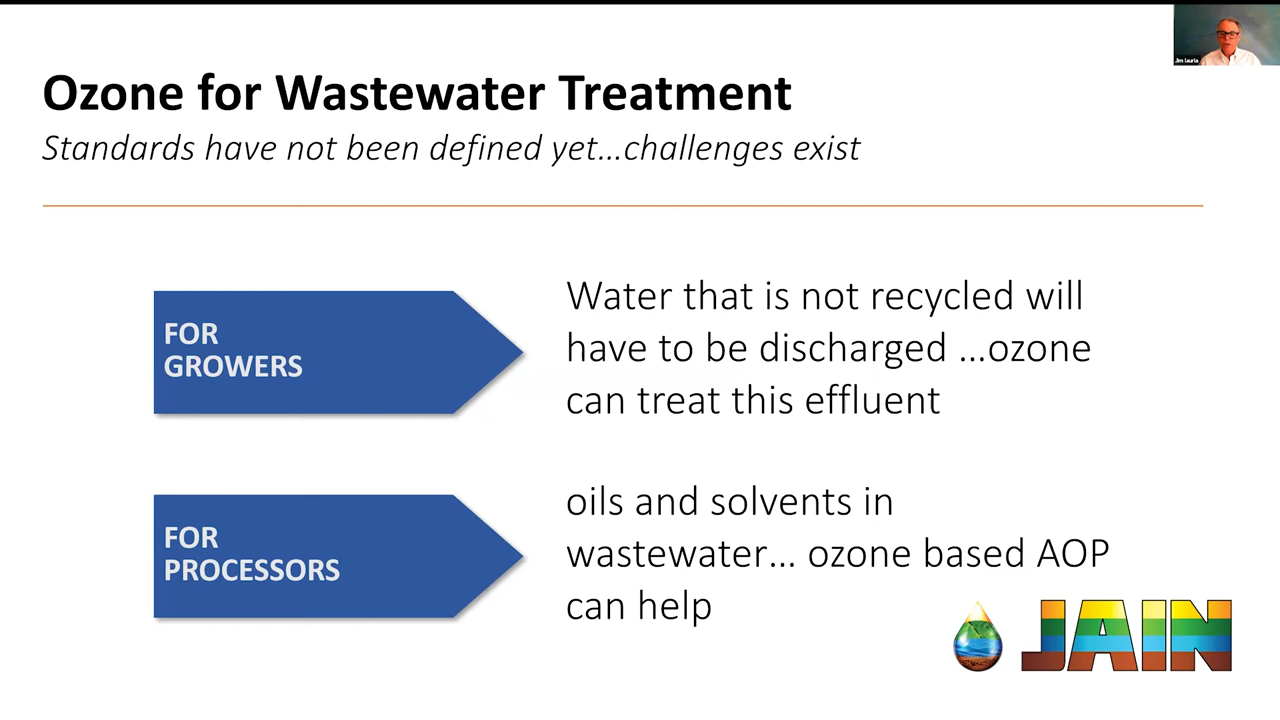 Jim lauria
Ozone for Wastewater Treatment
Standards have not been defined yet...challenges exist
FOR
GROWERS
Water that is not recycled will
have to be discharged ...ozone
can treat this effluent
FOR
PROCESSORS
oils and solvents in
wastewater... ozone based AOP
can help
JAIN